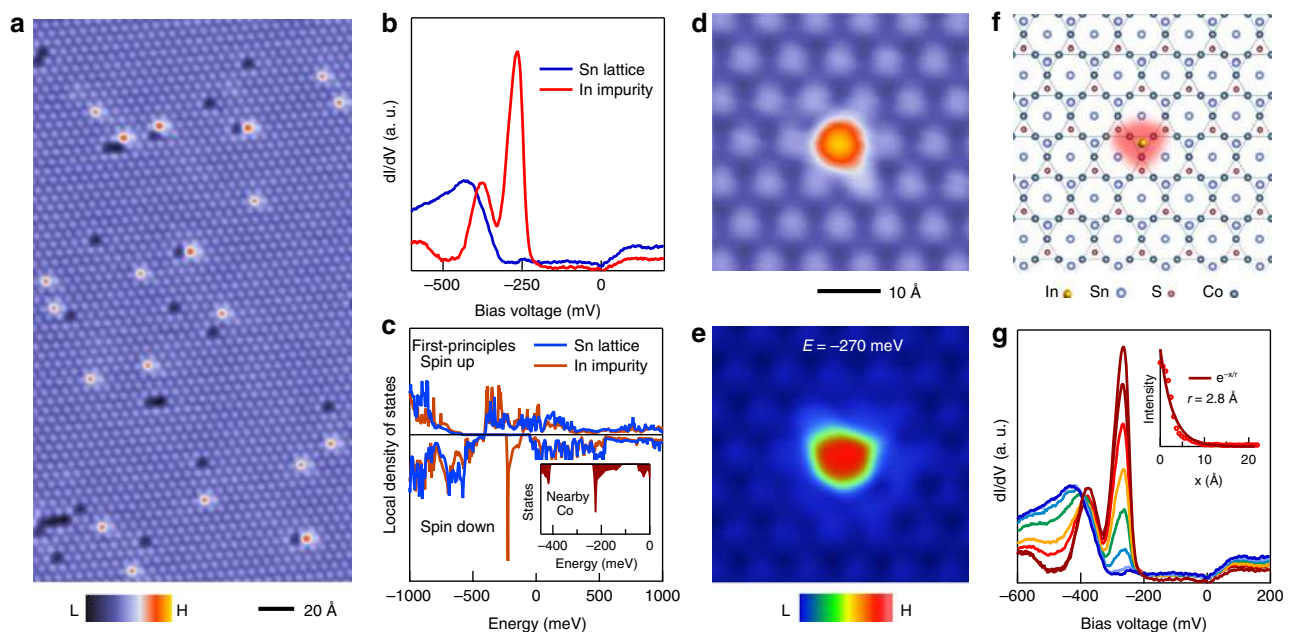 a
L H 20 Å
b
dI/dV (a. u.)
Sn lattice
In impurity
−500 −250 0
Bias voltage (mV)
c
Local density of states
First-principles
Spin up
Sn lattice
In impurity
Spin down
States
Nearby
Co
−400 −200 0
Energy (meV)
−1000 −500 0 500 1000
Energy (meV)
d
10 Å
e
E = −270 meV
L H
f
In Sn S Co
g
dI/dV (a. u.)
Intensity
e−x/r
r = 2.8 Å
0 10 20
x (Å)
−600 −400 −200 0 200
Bias voltage (mV)